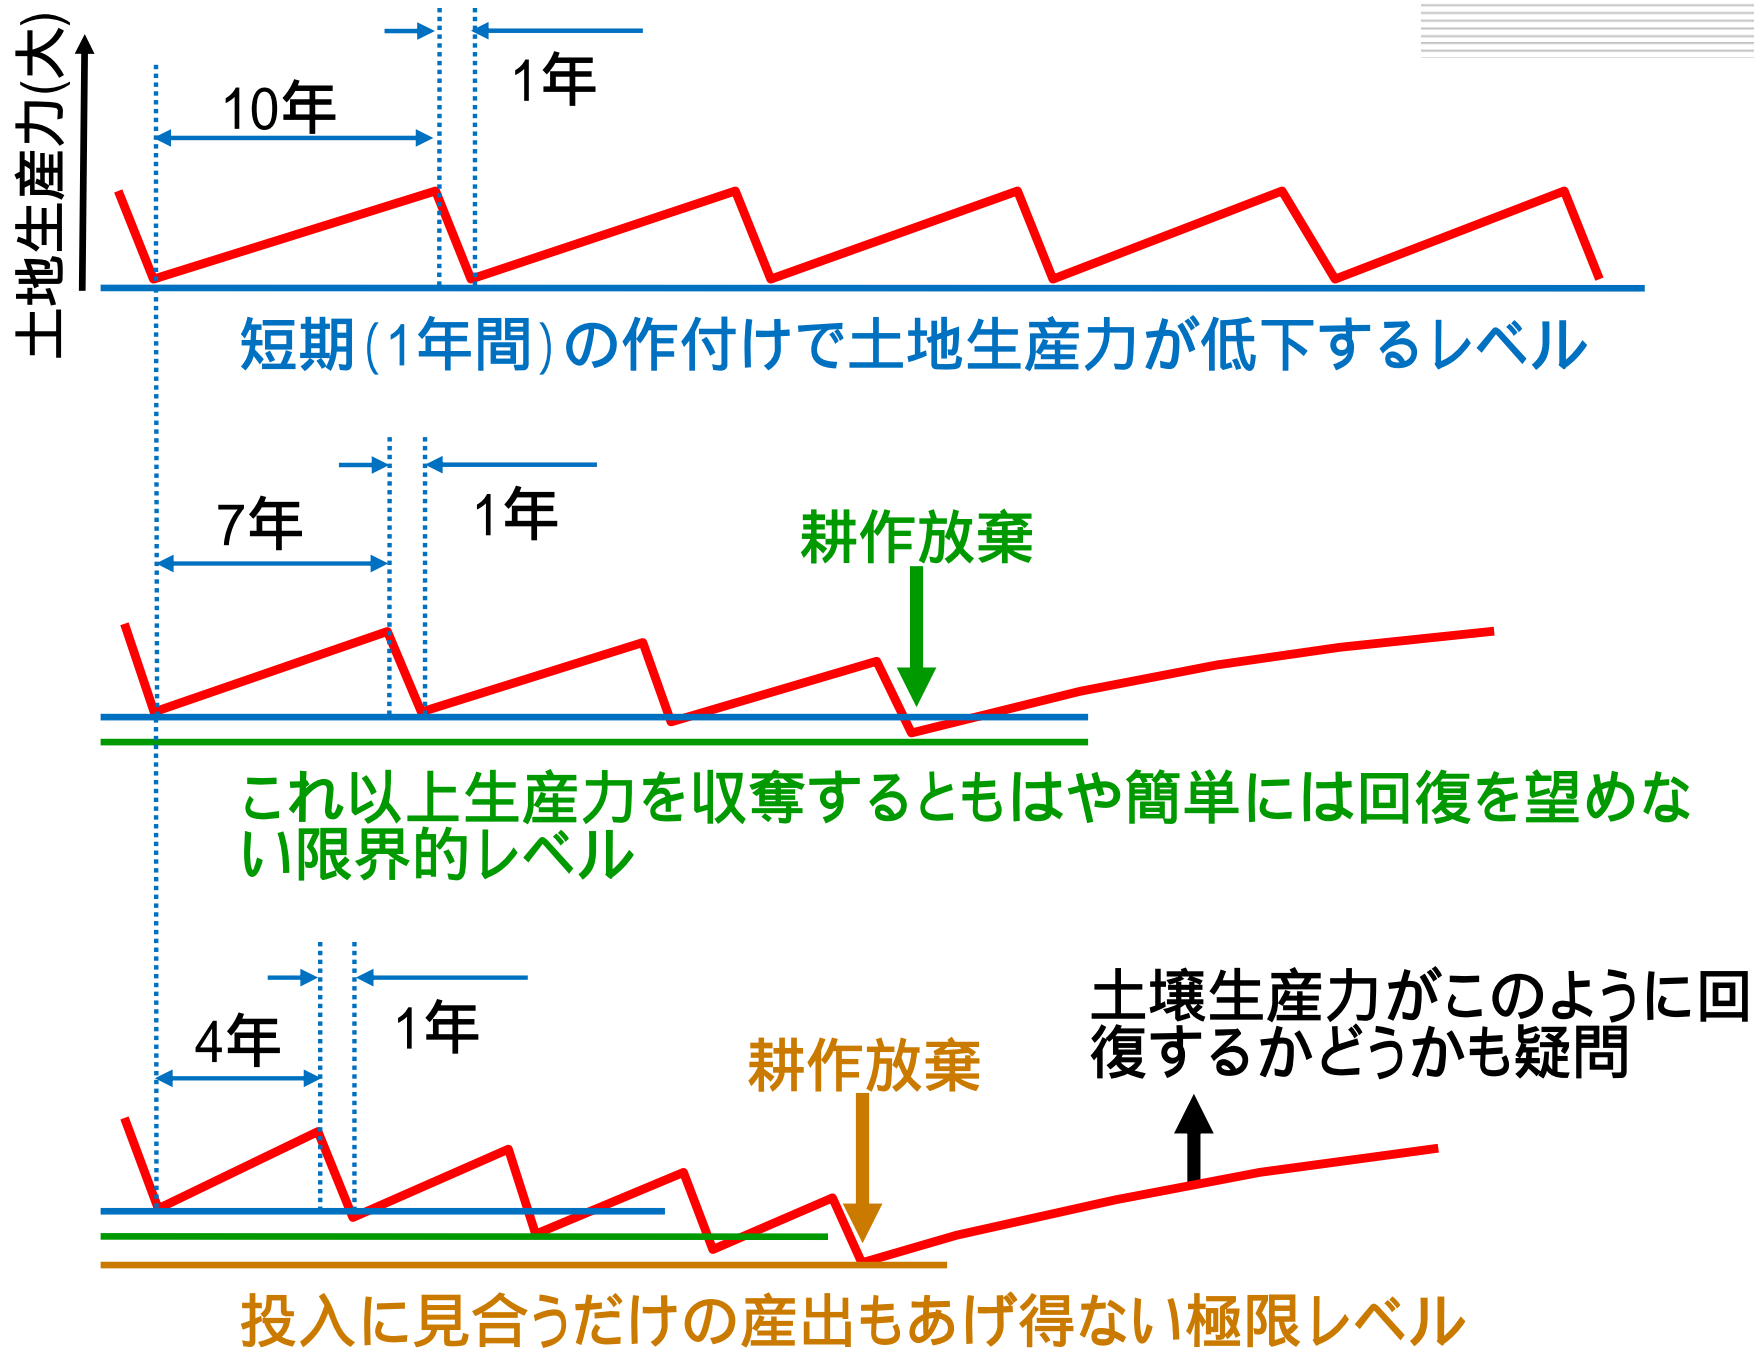 土地生産力(大)
1年
10年
短期(1年間)の作付けで土地生産力が低下するレベル
1年
7年
耕作放棄
これ以上生産力を収奪するともはや簡単には回復を望めな
い限界的レベル
土壌生産力がこのように回
復するかどうかも疑問
1年
4年
耕作放棄
投入に見合うだけの産出もあげ得ない極限レベル